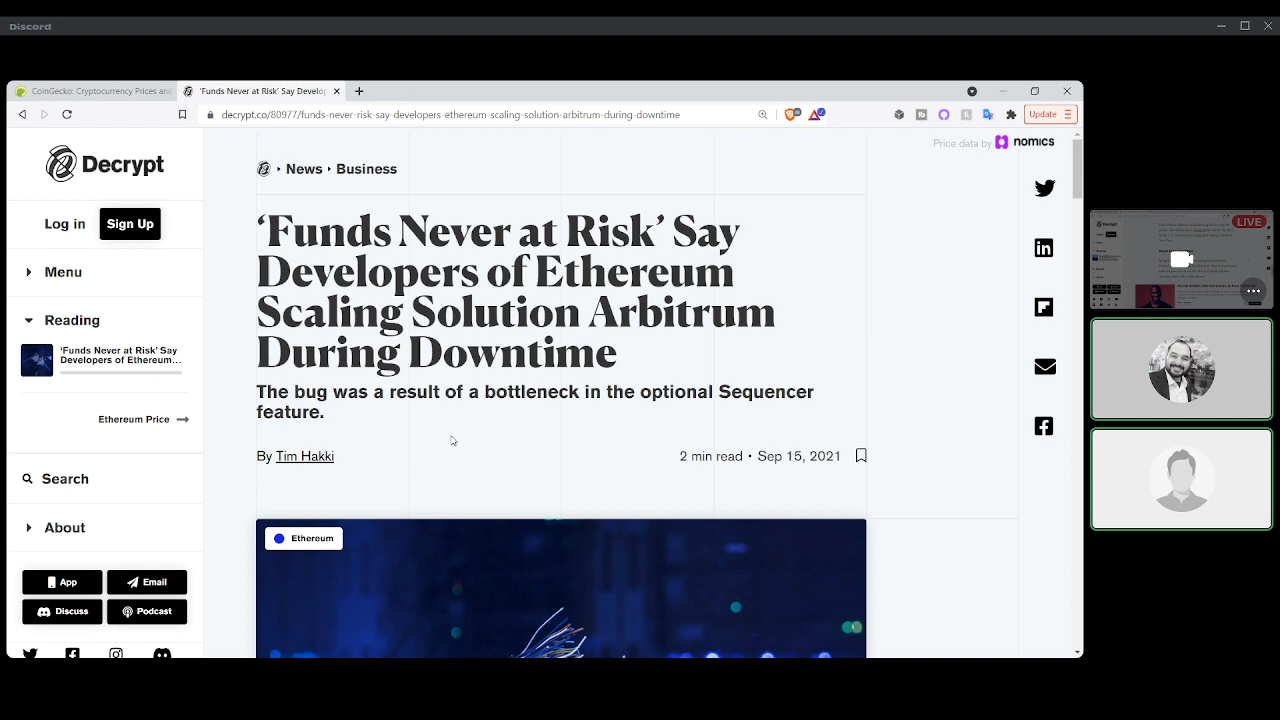 Discord
CoinGecko: Cryptocurrency Prices and
'Funds Never at Risk' Say Develop
decrypt.co/80977/funds-never-risk-say-developers-ethereum-scaling-solution-arbitrum-during-downtime
Update
Decrypt
Log in
Sign Up
Menu
Reading
‘Funds Never at Risk’ Say
Developers of Ethereum...
Ethereum Price
Search
About
App
Email
Discuss
Podcast
Price data by nomics
News
Business
‘Funds Never at Risk’ Say
Developers of Ethereum
Scaling Solution Arbitrum
During Downtime
The bug was a result of a bottleneck in the optional Sequencer
feature.
By Tim Hakki
2 min read • Sep 15, 2021
Ethereum
LIVE